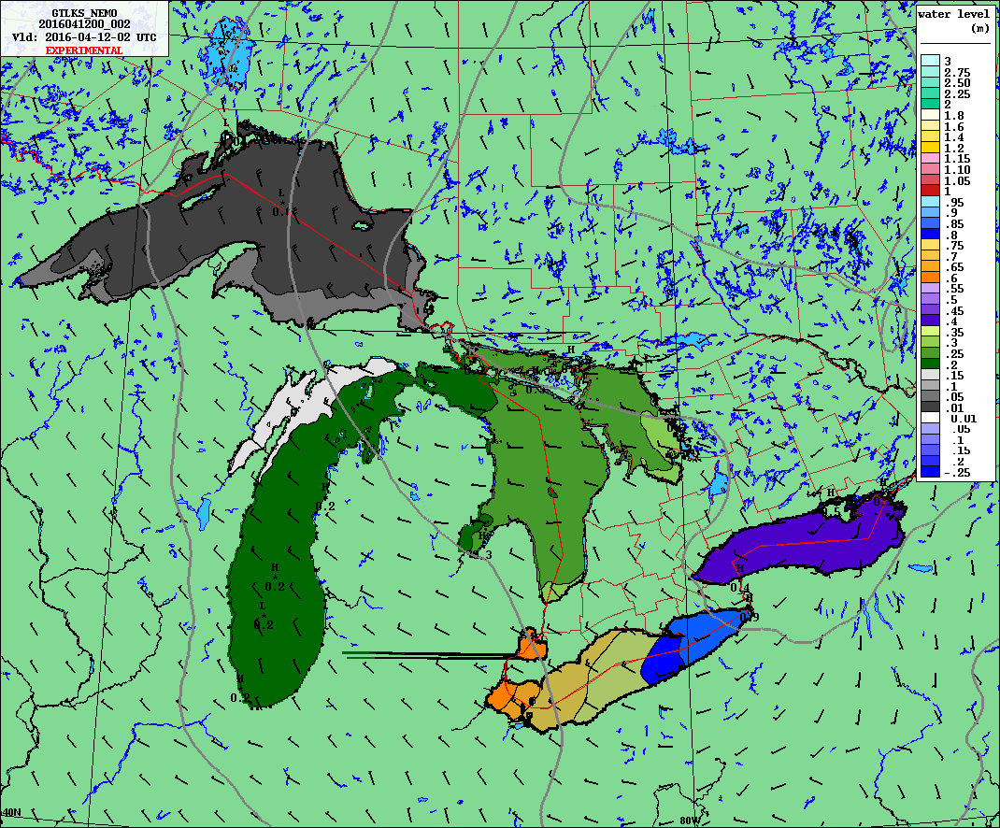 GTLKS_NEMO
2016041200_002
Vld: 2016-04-12-02 UTC
EXPERIMENTAL
water level
(m)
3
2.75
2.50
2.25
2
1.8
1.6
1.4
1.2
1.15
1.10
1.05
1
.95
.9
.85
.8
.75
.7
.65
.6
.55
.5
.45
.4
.35
.3
.25
.2
.15
.1
.05
.01
0.01
.05
.1
.15
.2
-.25
L
L
H
H
H
H
0.2
H
H
0.2
L
0.2
H
0.2
H
0.4
H
40N
80W